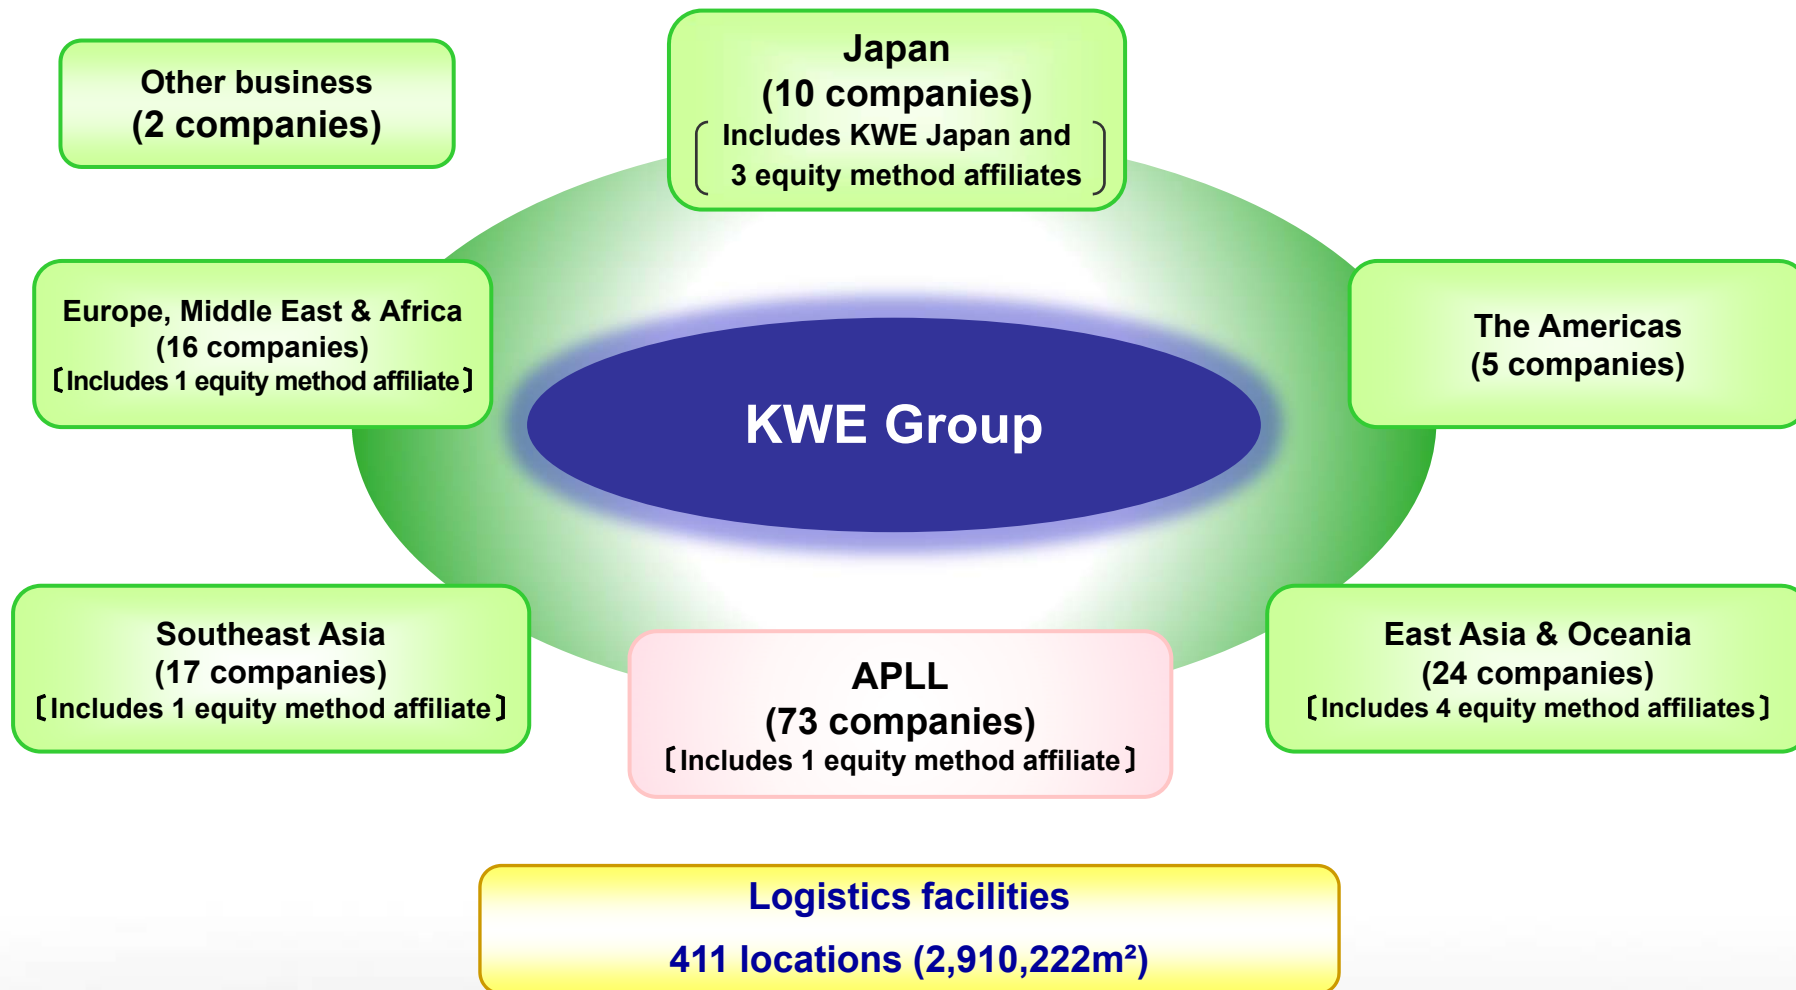 Other business
(2 companies)
Japan
(10 companies)
Includes KWE Japan and
3 equity method affiliates
Europe, Middle East & Africa
(16 companies)
〔Includes 1 equity method affiliate〕
The Americas
(5 companies)
KWE Group
Southeast Asia
(17 companies)
〔Includes 1 equity method affiliate〕
APLL
(73 companies)
〔Includes 1 equity method affiliate〕
East Asia & Oceania
(24 companies)
〔Includes 4 equity method affiliates〕
Logistics facilities
411 locations (2,910,222m²)